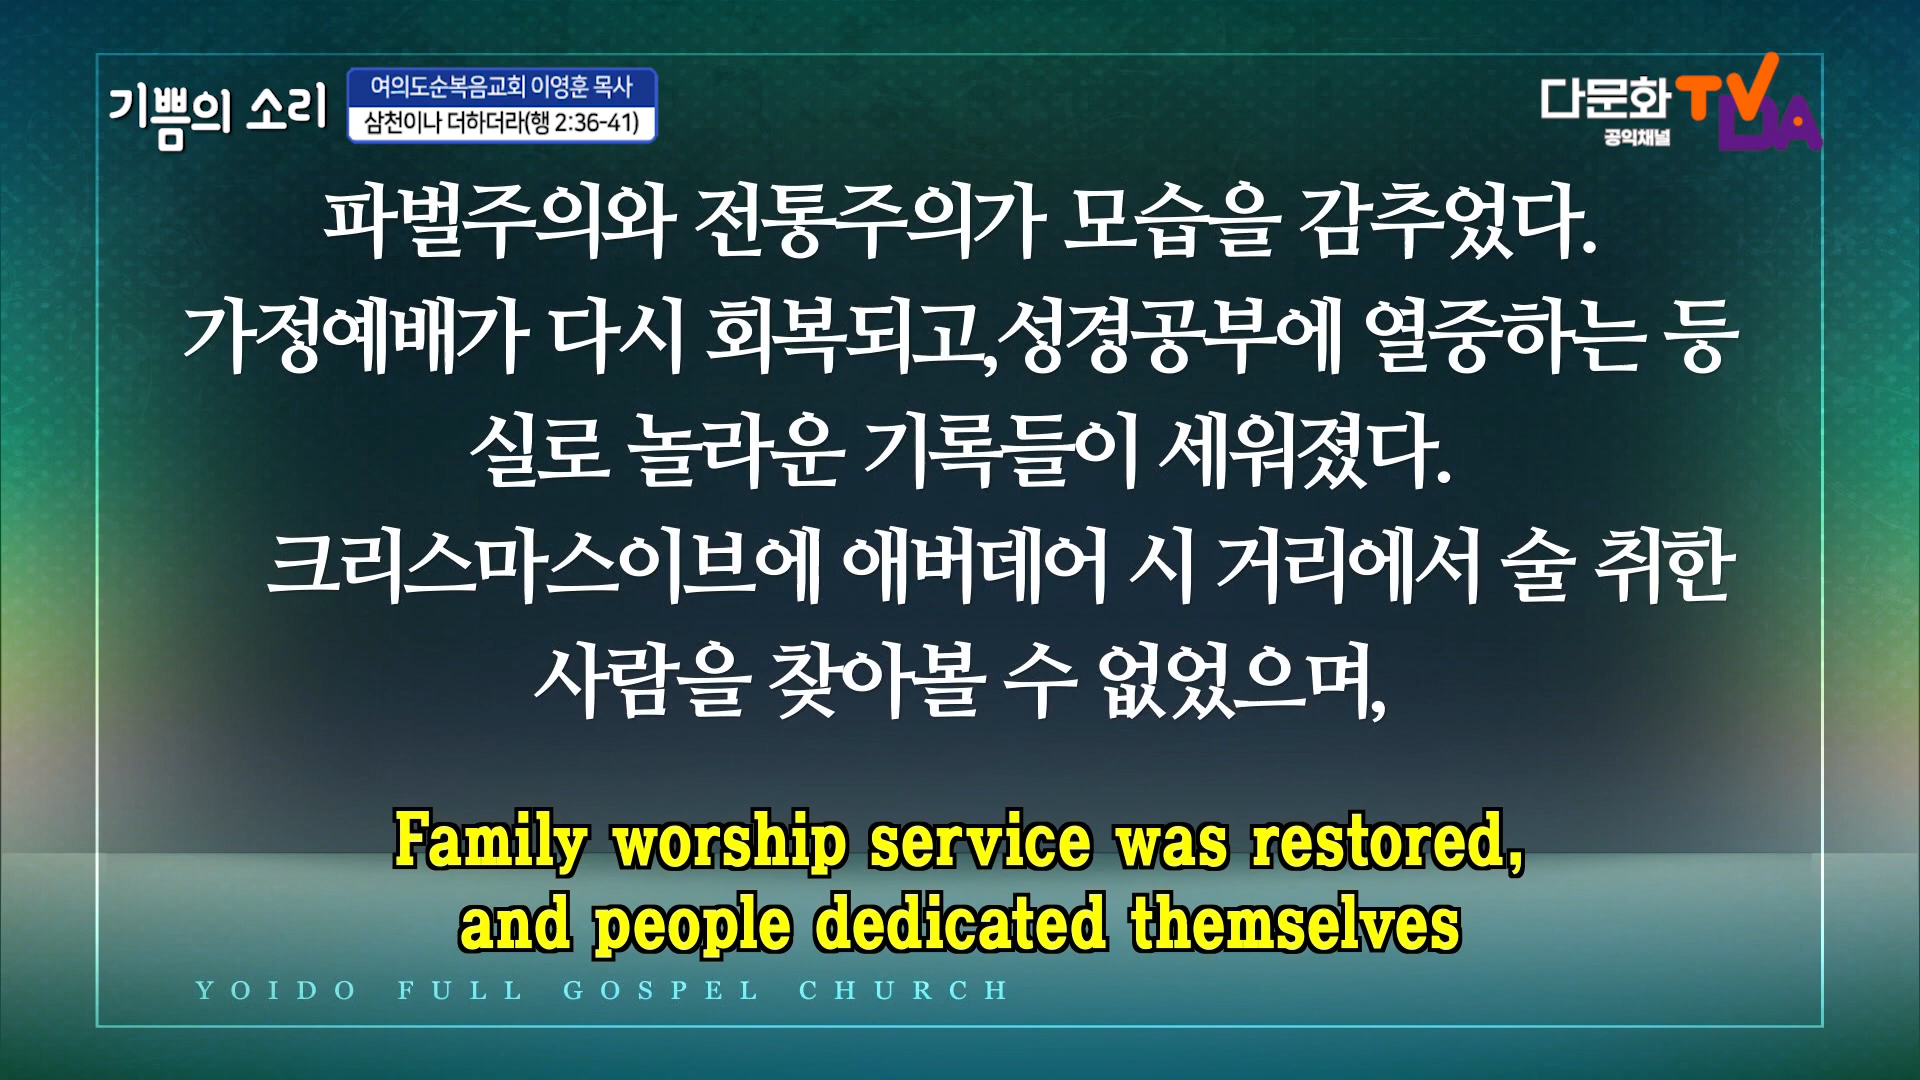 기쁨의 소리
여의도순복음교회 이영훈 목사
삼천이나 더하더라(행 2:36-41)
다문화 TV
공익채널 DA
파벌주의와 전통주의가 모습을 감추었다.
가정예배가 다시 회복되고,성경공부에 열중하는 등
실로 놀라운 기록들이 세워졌다.
크리스마스이브에 애버데어 시 거리에서 술 취한
사람을 찾아볼 수 없었으며,
Family worship service was restored,
and people dedicated themselves
YOIDO FULL GOSPEL CHURCH